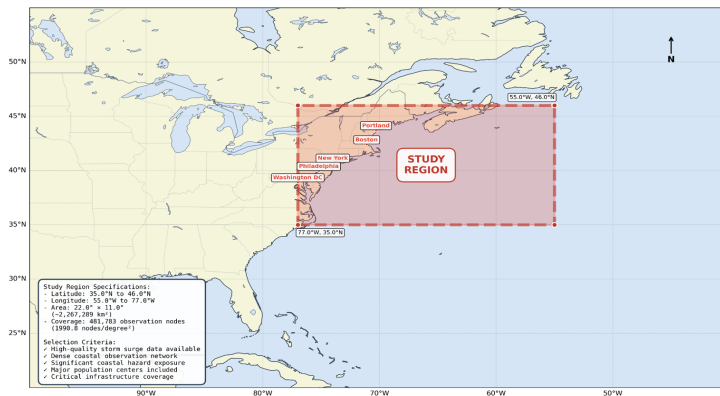 50°N
N
55.0°W, 46.0°N
45°N
Portland
Boston
New York
Philadelphia
Washington DC
STUDY
REGION
40°N
35°N
77.0°W, 35.0°N
30°N
25°N
Study Region Specifications:
- Latitude: 35.0°N to 46.0°N
- Longitude: 55.0°W to 77.0°W
- Area: 22.0° × 11.0°
(~2,267,289 km²)
- Coverage: 481,783 observation nodes
(1990.8 nodes/degree²)
Selection Criteria:
✓ High-quality storm surge data available
✓ Dense coastal observation network
✓ Significant coastal hazard exposure
✓ Major population centers included
✓ Critical infrastructure coverage
90°W
80°W
70°W
60°W
50°W